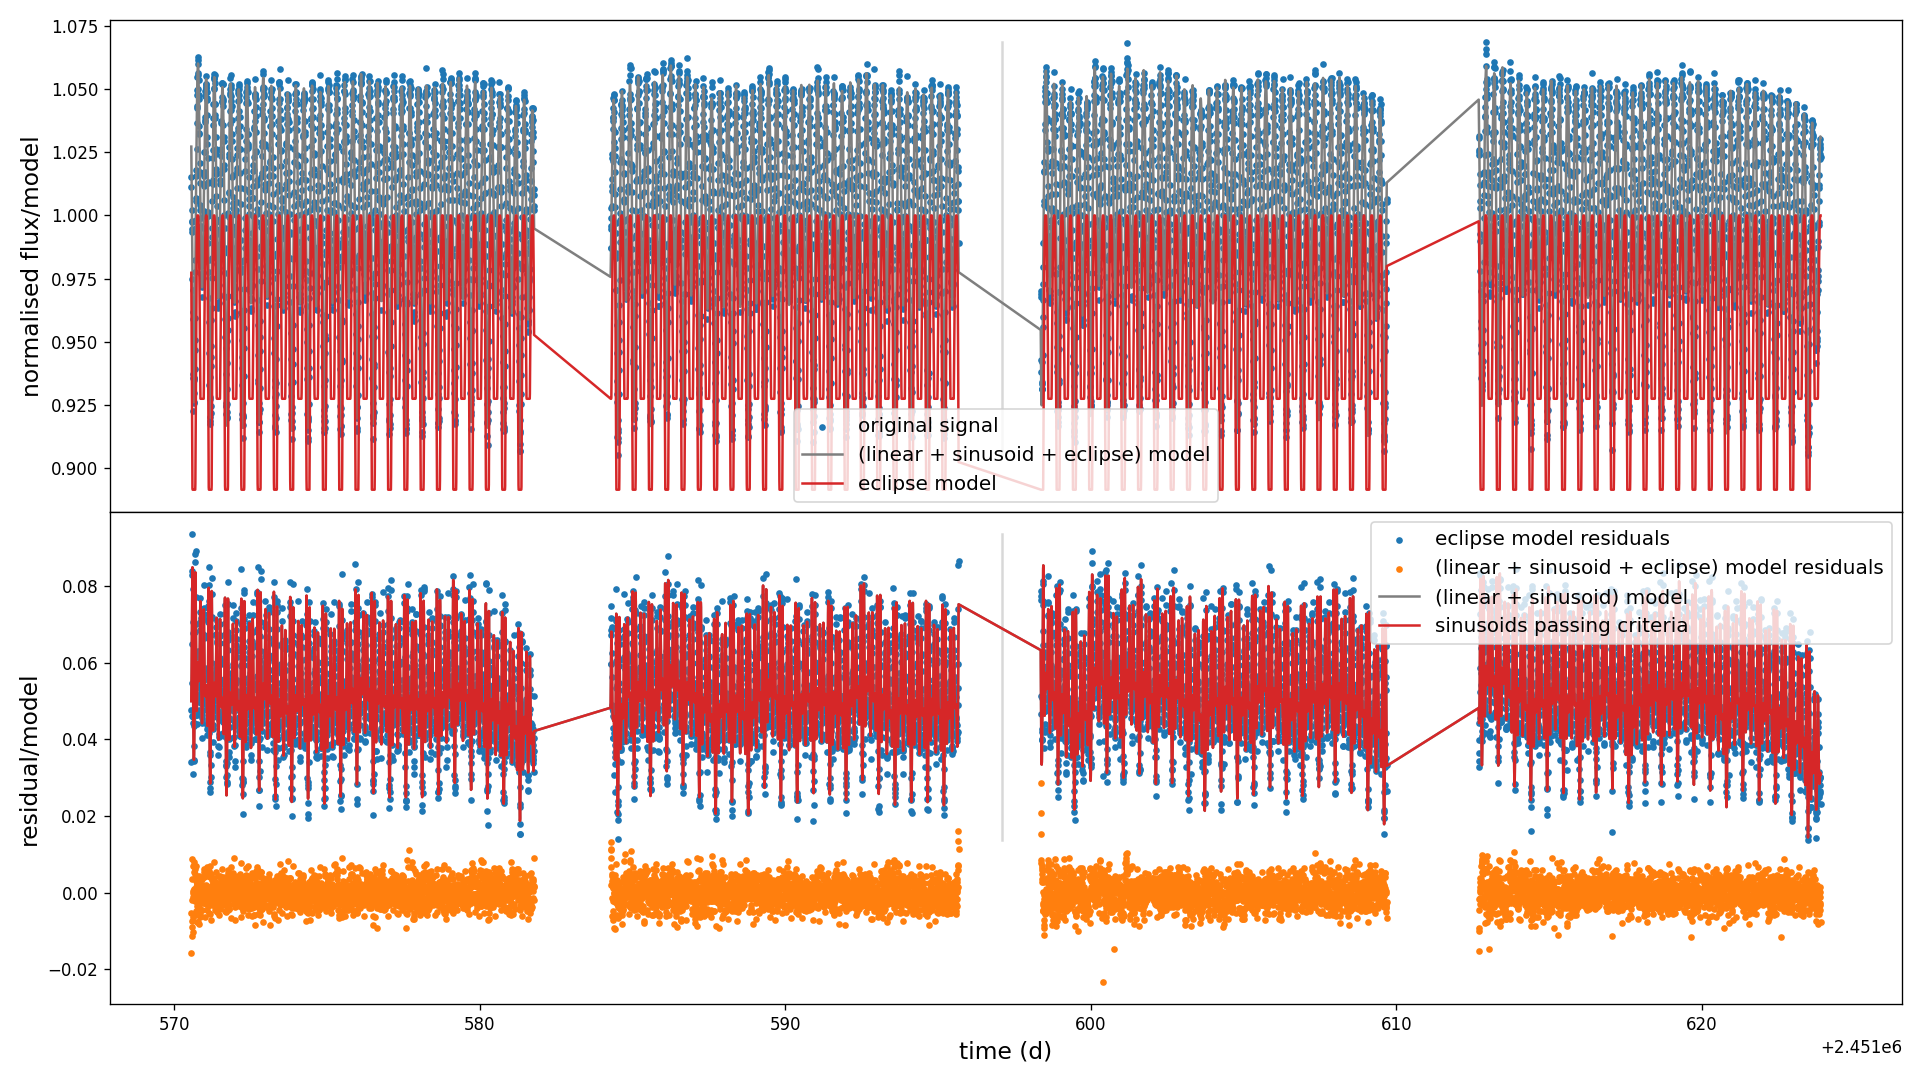 1.075
1.050
1.025
1.000
0.975
0.950
0.925
0.900
normalised flux/model
original signal
(linear + sinusoid + eclipse) model
eclipse model
0.08
0.06
0.04
0.02
0.00
−0.02
residual/model
eclipse model residuals
(linear + sinusoid + eclipse) model residuals
(linear + sinusoid) model
sinusoids passing criteria
570 580 590 600 610 620
time (d)
+2.451e6